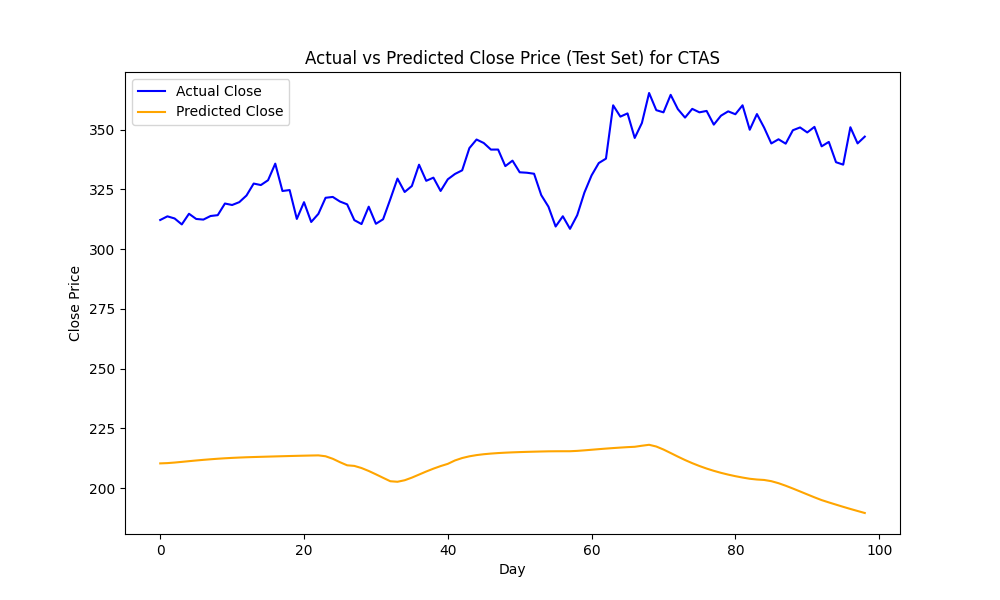 Actual vs Predicted Close Price (Test Set) for CTAS
Actual Close
Predicted Close
Close Price
350
325
300
275
250
225
200
0 20 40 60 80 100
Day